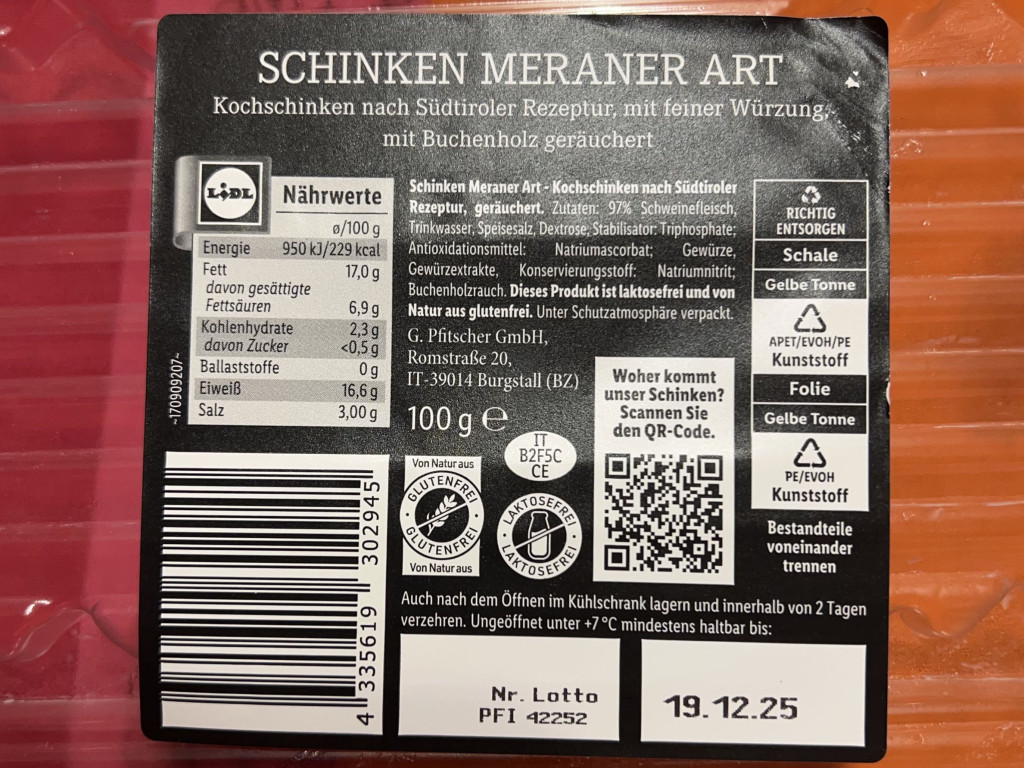 SCHINKEN MERANER ART
Kochschinken nach Südtiroler Rezeptur, mit feiner Würzung,
mit Buchenholz geräuchert
LIDL
Nährwerte
ø/100 g
Energie 950 kJ/229 kcal
Fett 17,0 g
davon gesättigte
Fettsäuren 6,9 g
Kohlenhydrate 2,3 g
davon Zucker <0,5 g
Ballaststoffe 0 g
Eiweiß 16,6 g
Salz 3,00 g
~170909207~
Schinken Meraner Art - Kochschinken nach Südtiroler
Rezeptur, geräuchert. Zutaten: 97% Schweinefleisch,
Trinkwasser, Speisesalz, Dextrose, Stabilisator: Triphosphate;
Antioxidationsmittel: Natriumascorbat; Gewürze,
Gewürzextrakte, Konservierungsstoff: Natriumnitrit;
Buchenholzrauch. Dieses Produkt ist laktosefrei und von
Natur aus glutenfrei. Unter Schutzatmosphäre verpackt.
G. Pfitscher GmbH,
Romstraße 20,
IT-39014 Burgstall (BZ)
100 g e
IT
B2F5C
CE
Von Natur aus
GLUTENFREI
GLUTENFREI
Von Natur aus
LAKTOSEFREI
LAKTOSEFREI
Woher kommt
unser Schinken?
Scannen Sie
den QR-Code.
RICHTIG
ENTSORGEN
Schale
Gelbe Tonne
APET/EVOH/PE
Kunststoff
Folie
Gelbe Tonne
PE/EVOH
Kunststoff
Bestandteile
voneinander
trennen
4 335619 302945
Auch nach dem Öffnen im Kühlschrank lagern und innerhalb von 2 Tagen
verzehren. Ungeöffnet unter +7 °C mindestens haltbar bis:
Nr. Lotto
PFI 42252
19.12.25